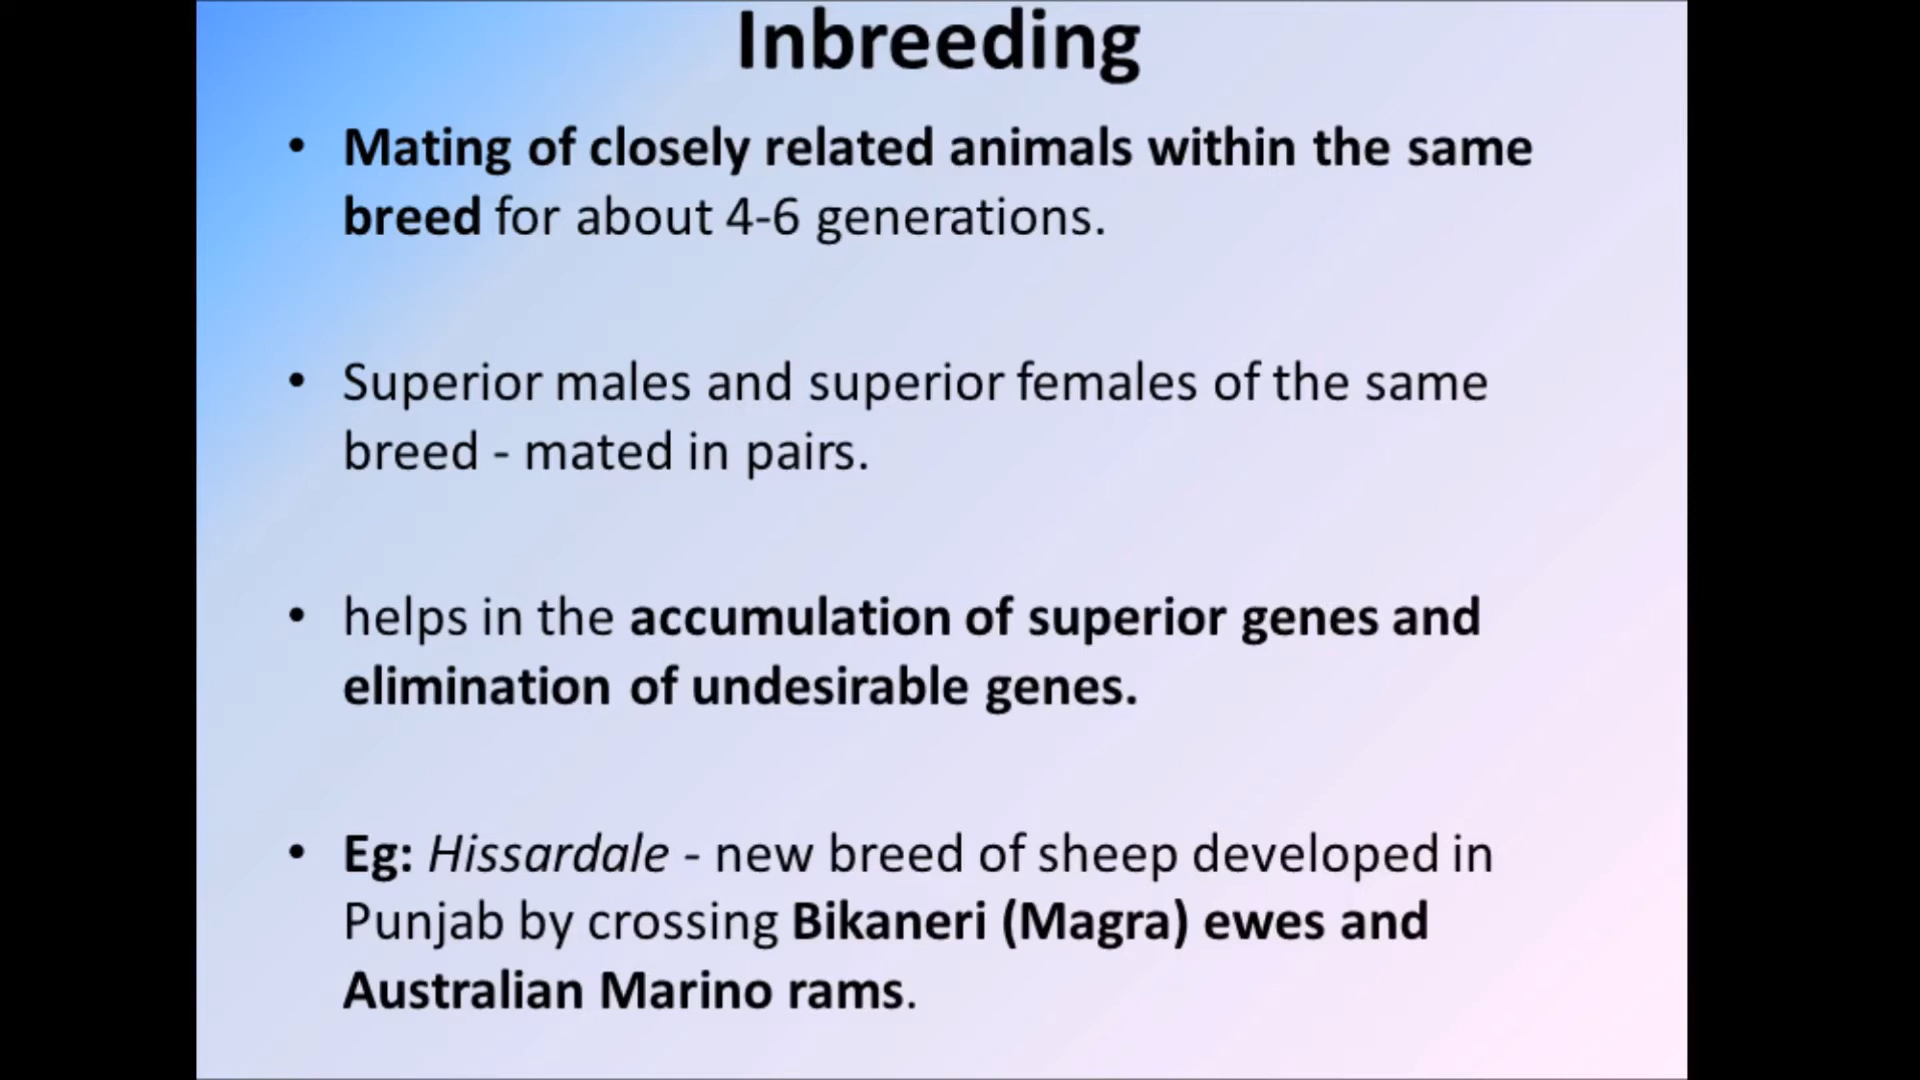 Inbreeding
• Mating of closely related animals within the same
breed for about 4-6 generations.
• Superior males and superior females of the same
breed - mated in pairs.
• helps in the accumulation of superior genes and
elimination of undesirable genes.
• Eg: Hissardale - new breed of sheep developed in
Punjab by crossing Bikaneri (Magra) ewes and
Australian Marino rams.